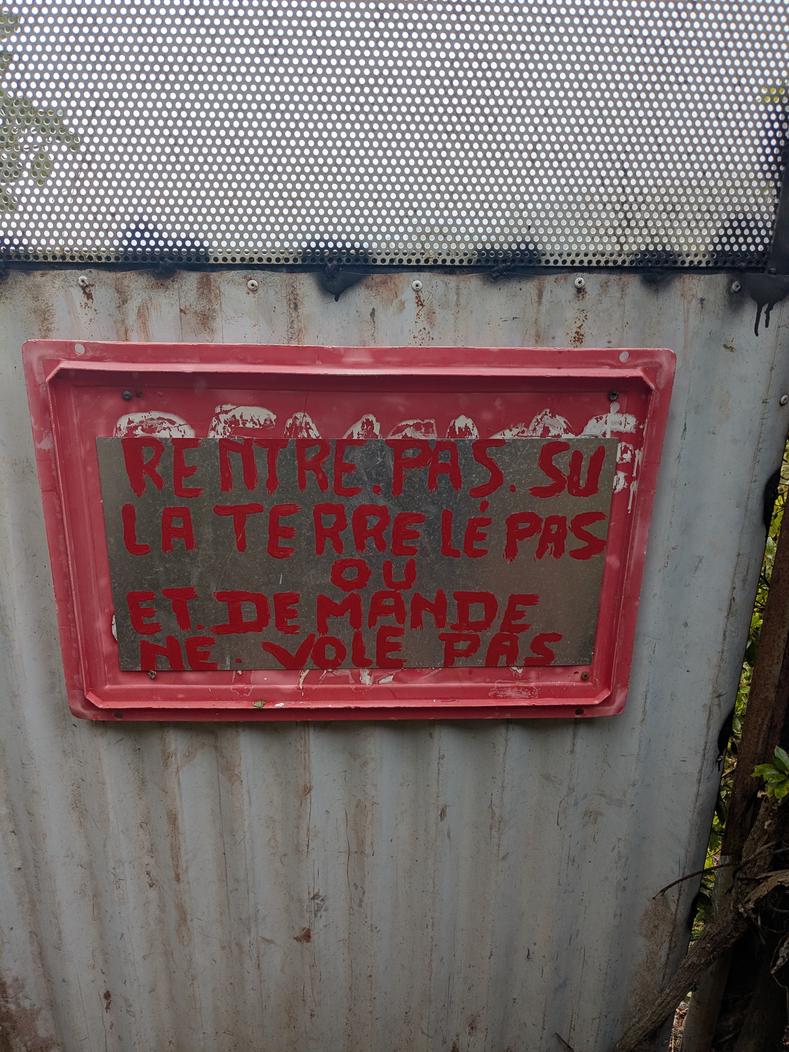 RENTRE.PAS.SU
LA TERRE LÉ PAS
OU
ET.DEMANDE
NE.VOLE PAS